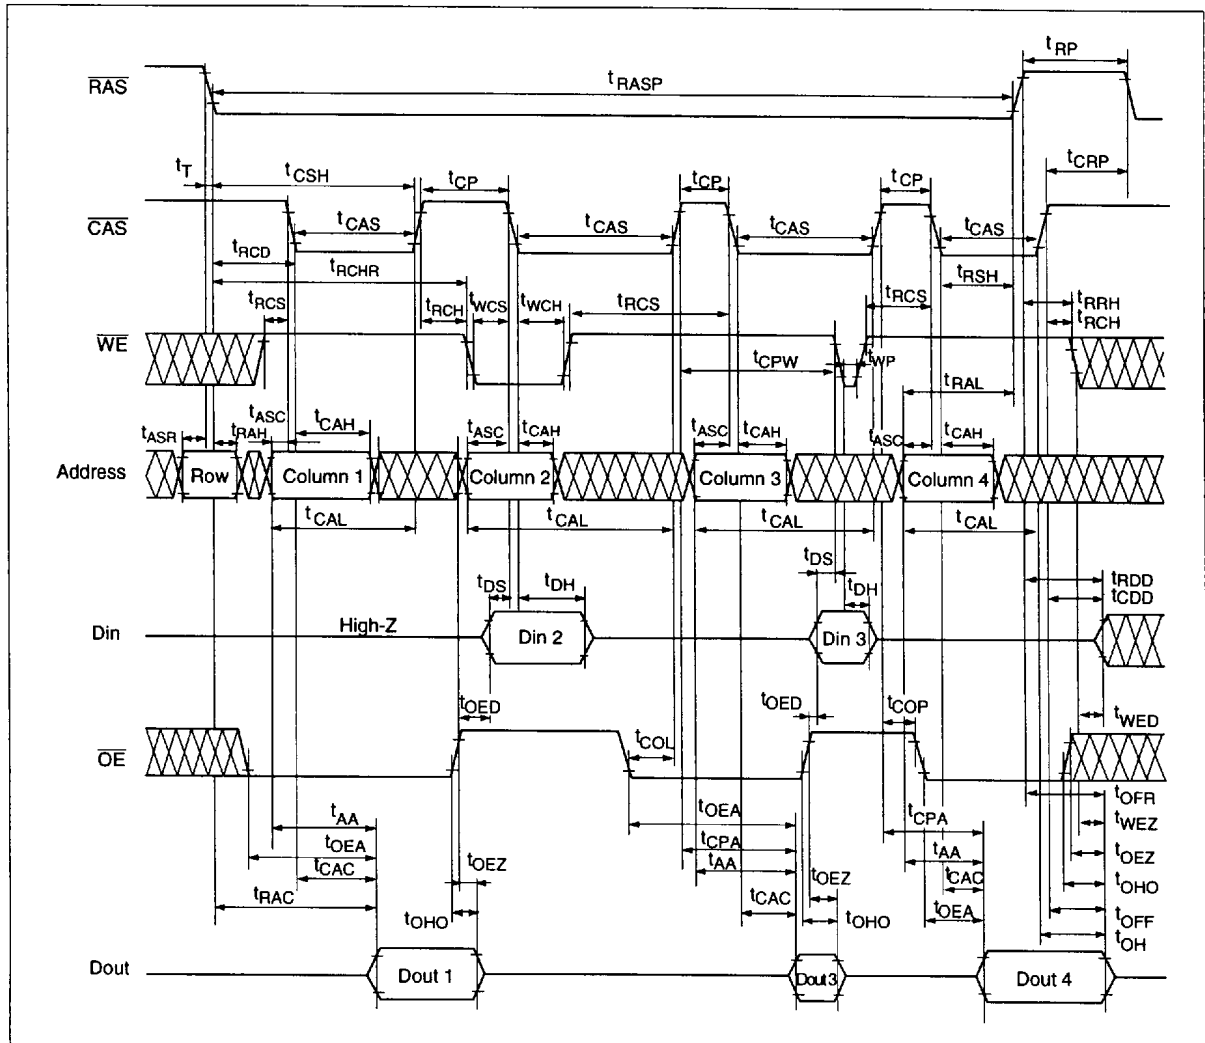 tRP
RAS
tRASP
tT
tCSH
tCP
tCP
tCP
tCRP
CAS
tCAS
tCAS
tCAS
tCAS
tRCD
tRCHR
tRSH
tRCS
tRCH
tWCS
tWCH
tRCS
tRCS
tRRH
tRCH
WE
tCPW
tWP
tRAL
tASR
tRAH
tASC
tCAH
tASC
tCAH
tASC
tCAH
tASC
tCAH
Address
Row
Column 1
Column 2
Column 3
Column 4
tCAL
tCAL
tCAL
tCAL
tDS
tDH
tDS
tDH
tRDD
tCDD
Din
High-Z
Din 2
Din 3
tOED
tOED
tCOP
tWED
OE
tCOL
tOFR
tAA
tOEA
tCPA
tWEZ
tOEA
tOEZ
tCPA
tAA
tOEZ
tAA
tOEZ
tCAC
tCAC
tOHO
tRAC
tOHO
tCAC
tOHO
tOEA
tOFF
tOH
Dout
Dout 1
Dout 3
Dout 4